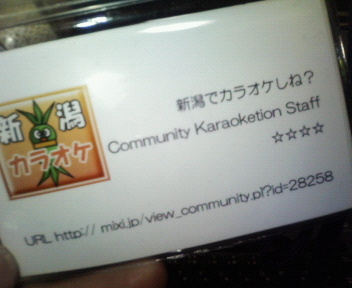 新潟
カラオケ
新潟でカラオケしね?
Community Karaoketion Staff
☆☆☆☆
URL http:// mixi.jp/view_community.pl?id=28258